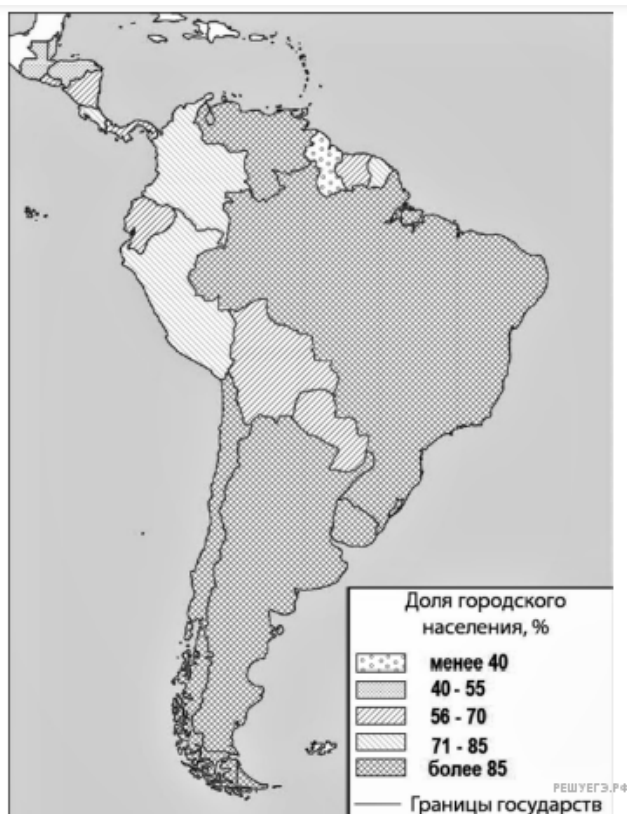 Доля городского
населения, %
менее 40
40 - 55
56 - 70
71 - 85
более 85
Границы государств
РЕШУЕГЭ.РФ